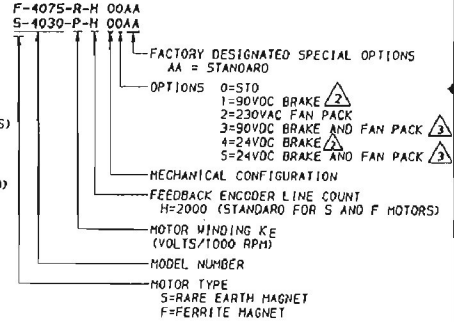 F-4075-R-H 00AA
S-4030-P-H 00AA
FACTORY DESIGNATED SPECIAL OPTIONS
AA = STANDARD
OPTIONS 0=STD
1=90VDC BRAKE 2
2=230VAC FAN PACK
S)
3=90VDC BRAKE AND FAN PACK 3
4=24VDC BRAKE 2
5=24VDC BRAKE AND FAN PACK 3
MECHANICAL CONFIGURATION
)
FEEDBACK ENCODER LINE COUNT
H=2000 (STANDARD FOR S AND F MOTORS)
MOTOR WINDING KE
(VOLTS/1000 RPM)
MODEL NUMBER
MOTOR TYPE
S=RARE EARTH MAGNET
F=FERRITE MAGNET